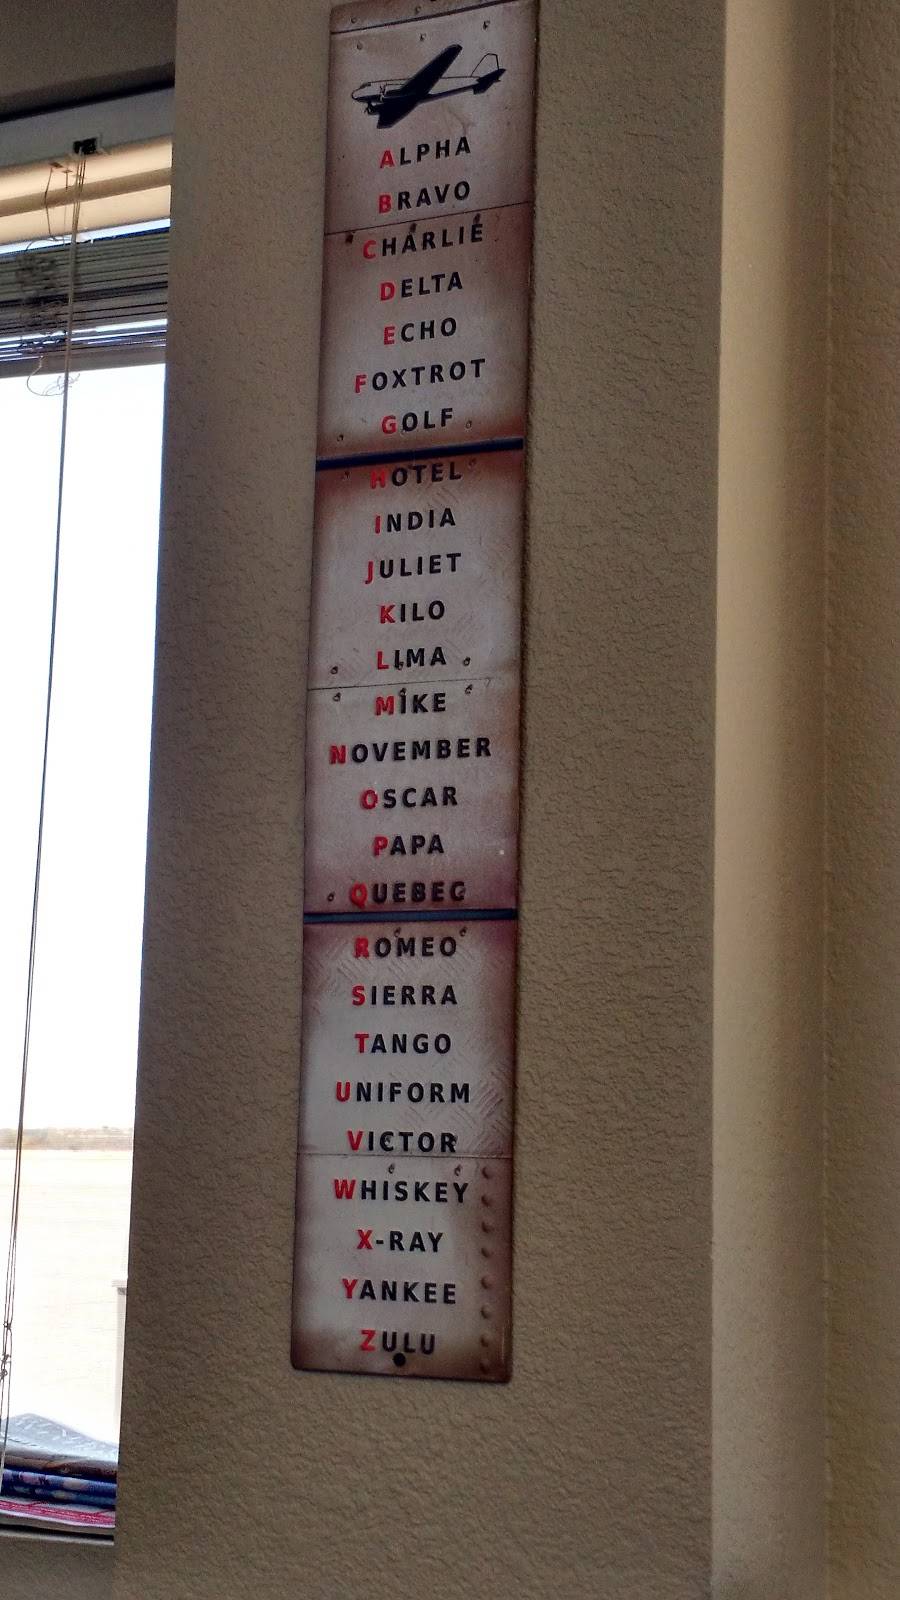 ALPHA
BRAVO
CHARLIE
DELTA
ECHO
FOXTROT
GOLF
HOTEL
INDIA
JULIET
KILO
LIMA
MIKE
NOVEMBER
OSCAR
PAPA
QUEBEC
ROMEO
SIERRA
TANGO
UNIFORM
VICTOR
WHISKEY
X-RAY
YANKEE
ZULU